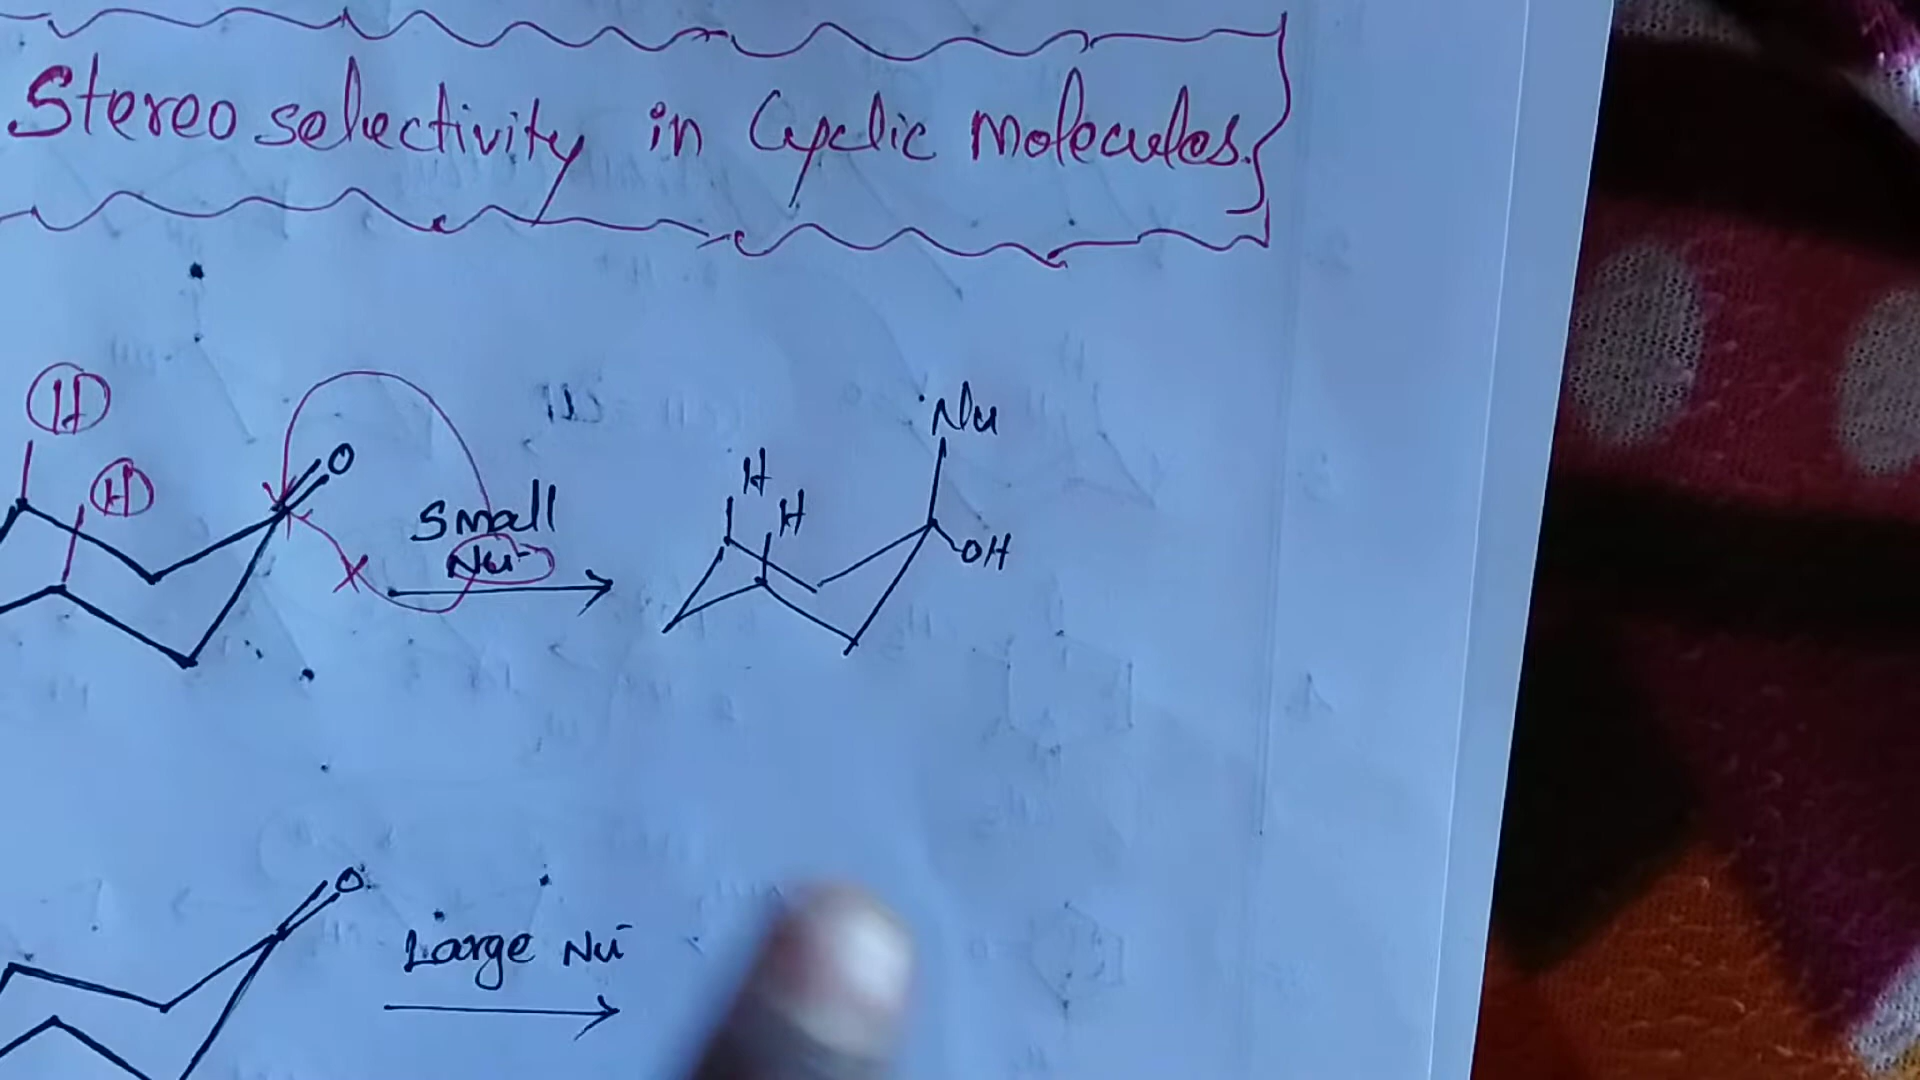 Stereo selectivity in Cyclic Molecules.
H
H
O
Small
Nu-
H
H
Nu
OH
O
Large Nu-